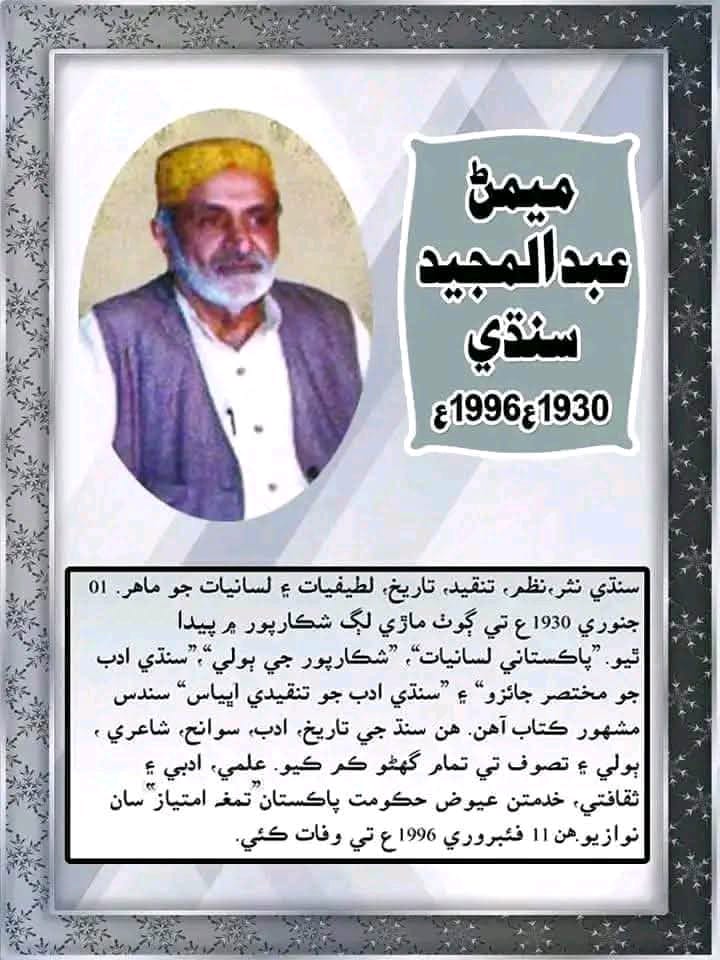 ميمڻ
عبدالمجيد
سنڌي
1930ع1996ع
سنڌي نثر،نظم، تنقيد، تاريخ، لطيفيات ۽ لسانيات جو ماهر. 01
جنوري 1930ع تي ڳوٺ ماڙي لڳ شڪارپور ۾ پيدا
ٿيو. ”پاڪستاني لسانيات“، ”شڪارپور جي ٻولي“،”سنڌي ادب
جو مختصر جائزو“ ۽ ”سنڌي ادب جو تنقيدي اڀياس“ سندس
مشهور ڪتاب آهن. هن سنڌ جي تاريخ، ادب، سوانح، شاعري ،
ٻولي ۽ تصوف تي تمام گهڻو ڪم ڪيو. علمي، ادبي ۽
ثقافتي، خدمتن عيوض حڪومت پاڪستان”تمغہ امتياز“ سان
نوازيو.هن 11 فيبروري 1996ع تي وفات ڪئي.